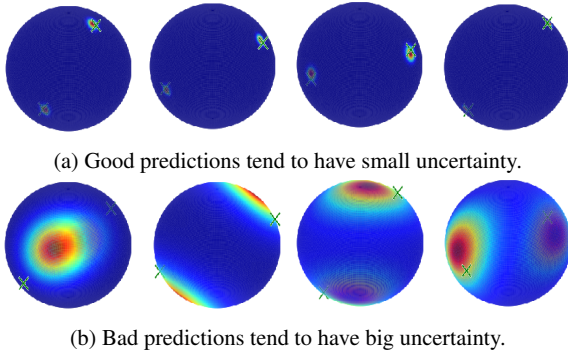 (a) Good predictions tend to have small uncertainty.
(b) Bad predictions tend to have big uncertainty.